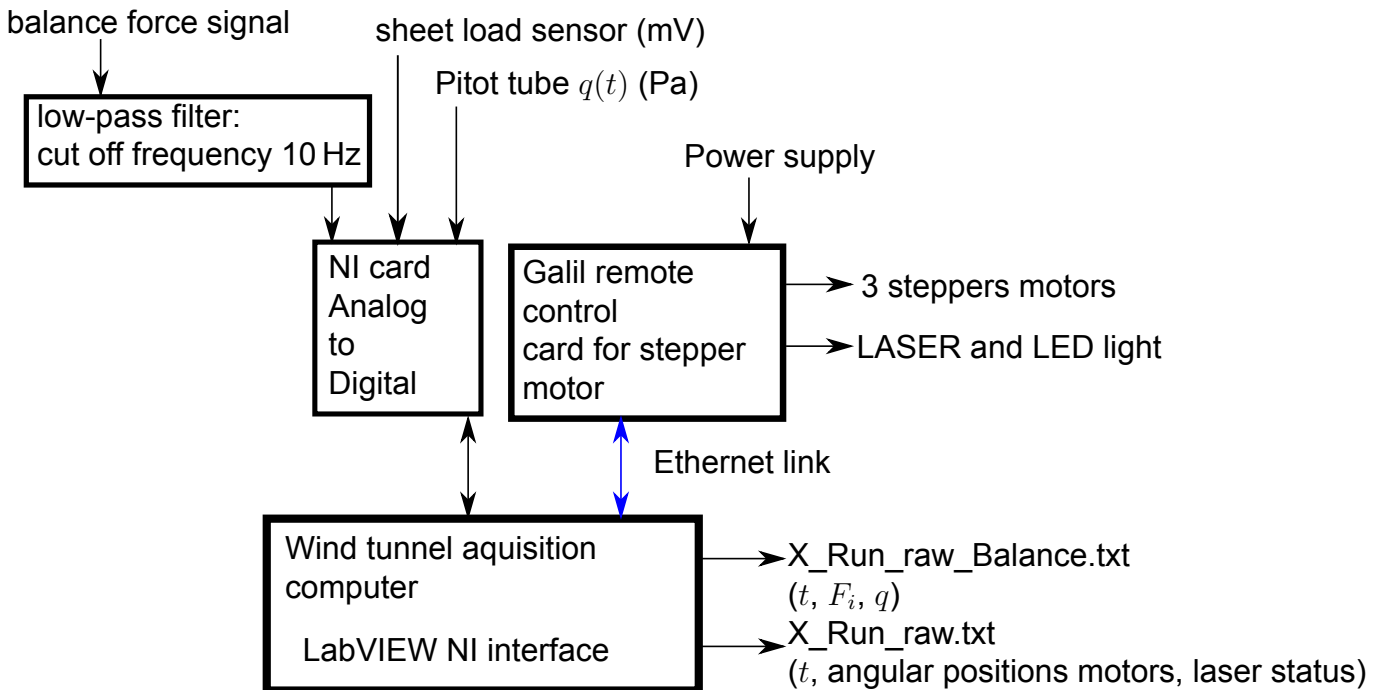 balance force signal
sheet load sensor (mV)
Pitot tube q(t) (Pa)
low-pass filter:
cut off frequency 10 Hz
Power supply
NI card
Analog
to
Digital
Galil remote
control
card for stepper
motor
3 steppers motors
LASER and LED light
Ethernet link
Wind tunnel aquisition
computer
LabVIEW NI interface
X_Run_raw_Balance.txt
(t, F_i, q)
X_Run_raw.txt
(t, angular positions motors, laser status)